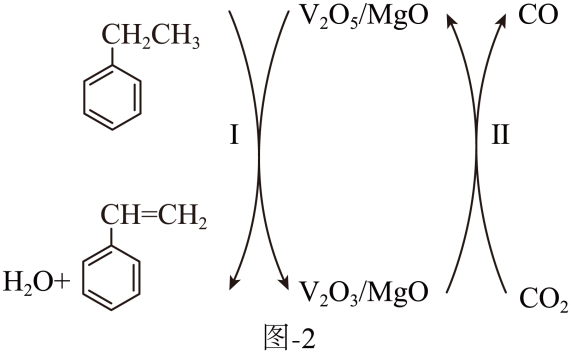 CH₂CH₃
V₂O₅/MgO
CO
I
II
CH=CH₂
H₂O+
V₂O₃/MgO
CO₂
图-2